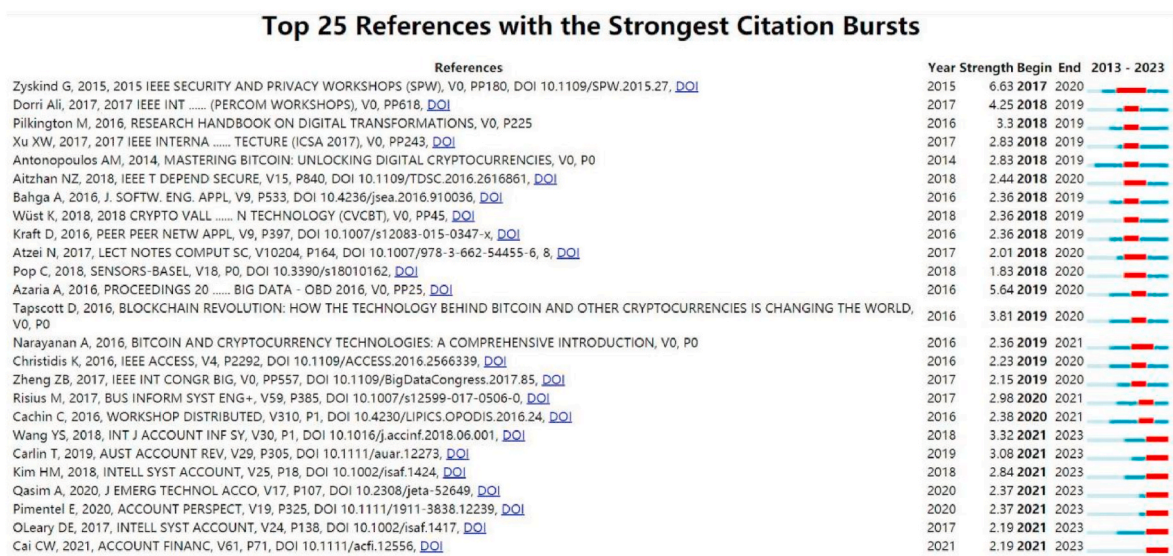 Top 25 References with the Strongest Citation Bursts
References Year Strength Begin End 2013 - 2023
Zyskind G, 2015, 2015 IEEE SECURITY AND PRIVACY WORKSHOPS (SPW), V0, PP180, DOI 10.1109/SPW.2015.27, DOI 2015 6.63 2017 2020
Dorri Ali, 2017, 2017 IEEE INT ...... (PERCOM WORKSHOPS), V0, PP618, DOI 2017 4.25 2018 2019
Pilkington M, 2016, RESEARCH HANDBOOK ON DIGITAL TRANSFORMATIONS, V0, P225 2016 3.3 2018 2019
Xu XW, 2017, 2017 IEEE INTERNA ...... TECTURE (ICSA 2017), V0, PP243, DOI 2017 2.83 2018 2019
Antonopoulos AM, 2014, MASTERING BITCOIN: UNLOCKING DIGITAL CRYPTOCURRENCIES, V0, P0 2014 2.83 2018 2019
Aitzhan NZ, 2018, IEEE T DEPEND SECURE, V15, P840, DOI 10.1109/TDSC.2016.2616861, DOI 2018 2.44 2018 2020
Bahga A, 2016, J. SOFTW. ENG. APPL, V9, P533, DOI 10.4236/jsea.2016.910036, DOI 2016 2.36 2018 2019
Wüst K, 2018, 2018 CRYPTO VALL ...... N TECHNOLOGY (CVCBT), V0, PP45, DOI 2018 2.36 2018 2019
Kraft D, 2016, PEER PEER NETW APPL, V9, P397, DOI 10.1007/s12083-015-0347-x, DOI 2016 2.36 2018 2019
Atzei N, 2017, LECT NOTES COMPUT SC, V10204, P164, DOI 10.1007/978-3-662-54455-6, 8, DOI 2017 2.01 2018 2020
Pop C, 2018, SENSORS-BASEL, V18, P0, DOI 10.3390/s18010162, DOI 2018 1.83 2018 2020
Azaria A, 2016, PROCEEDINGS 20 ...... BIG DATA - OBD 2016, V0, PP25, DOI 2016 5.64 2019 2020
Tapscott D, 2016, BLOCKCHAIN REVOLUTION: HOW THE TECHNOLOGY BEHIND BITCOIN AND OTHER CRYPTOCURRENCIES IS CHANGING THE WORLD,
V0, P0 2016 3.81 2019 2020
Narayanan A, 2016, BITCOIN AND CRYPTOCURRENCY TECHNOLOGIES: A COMPREHENSIVE INTRODUCTION, V0, P0 2016 2.36 2019 2021
Christidis K, 2016, IEEE ACCESS, V4, P2292, DOI 10.1109/ACCESS.2016.2566339, DOI 2016 2.23 2019 2020
Zheng ZB, 2017, IEEE INT CONGR BIG, V0, PP557, DOI 10.1109/BigDataCongress.2017.85, DOI 2017 2.15 2019 2020
Risius M, 2017, BUS INFORM SYST ENG+, V59, P385, DOI 10.1007/s12599-017-0506-0, DOI 2017 2.98 2020 2021
Cachin C, 2016, WORKSHOP DISTRIBUTED, V310, P1, DOI 10.4230/LIPICS.OPODIS.2016.24, DOI 2016 2.38 2020 2021
Wang YS, 2018, INT J ACCOUNT INF SY, V30, P1, DOI 10.1016/j.accinf.2018.06.001, DOI 2018 3.32 2021 2023
Carlin T, 2019, AUST ACCOUNT REV, V29, P305, DOI 10.1111/auar.12273, DOI 2019 3.08 2021 2023
Kim HM, 2018, INTELL SYST ACCOUNT, V25, P18, DOI 10.1002/isaf.1424, DOI 2018 2.84 2021 2023
Qasim A, 2020, J EMERG TECHNOL ACCO, V17, P107, DOI 10.2308/jeta-52649, DOI 2020 2.37 2021 2023
Pimentel E, 2020, ACCOUNT PERSPECT, V19, P325, DOI 10.1111/1911-3838.12239, DOI 2020 2.37 2021 2023
OLeary DE, 2017, INTELL SYST ACCOUNT, V24, P138, DOI 10.1002/isaf.1417, DOI 2017 2.19 2021 2023
Cai CW, 2021, ACCOUNT FINANC, V61, P71, DOI 10.1111/acfi.12556, DOI 2021 2.19 2021 2023